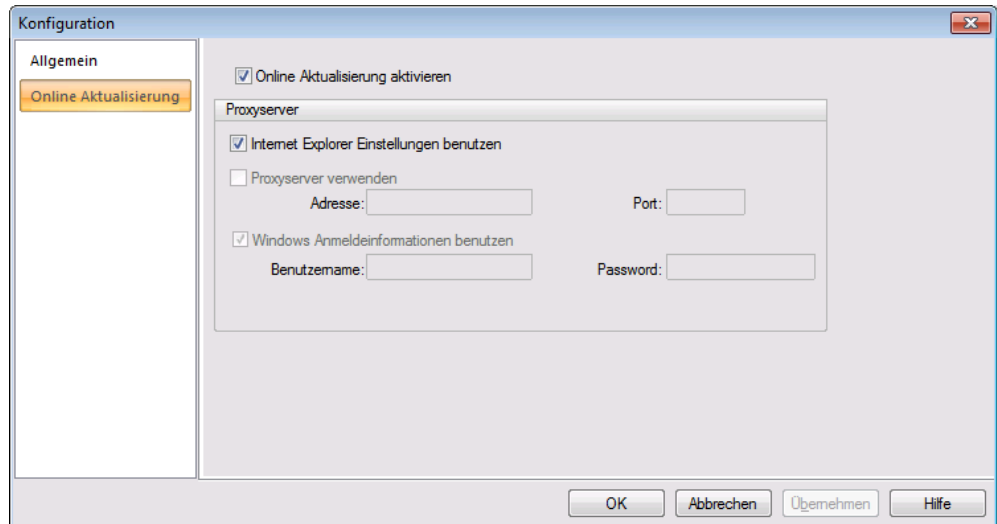 Konfiguration
Allgemein
Online Aktualisierung
Online Aktualisierung aktivieren
Proxyserver
Internet Explorer Einstellungen benutzen
Proxyserver verwenden
Adresse: Port:
Windows Anmeldeinformationen benutzen
Benutzername: Password:
OK Abbrechen Übernehmen Hilfe